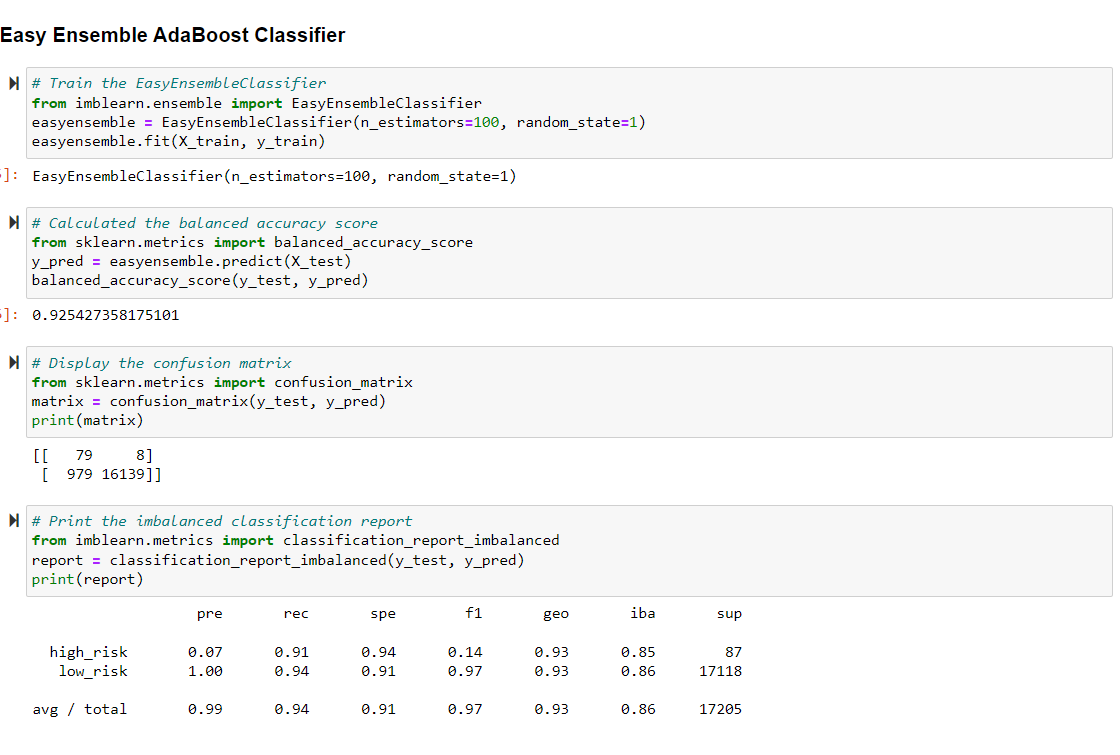 Easy Ensemble AdaBoost Classifier
# Train the EasyEnsembleClassifier
from imblearn.ensemble import EasyEnsembleClassifier
easyensemble = EasyEnsembleClassifier(n_estimators=100, random_state=1)
easyensemble.fit(X_train, y_train)
]: EasyEnsembleClassifier(n_estimators=100, random_state=1)
# Calculated the balanced accuracy score
from sklearn.metrics import balanced_accuracy_score
y_pred = easyensemble.predict(X_test)
balanced_accuracy_score(y_test, y_pred)
]: 0.925427358175101
# Display the confusion matrix
from sklearn.metrics import confusion_matrix
matrix = confusion_matrix(y_test, y_pred)
print(matrix)
[[   79     8]
 [  979 16139]]
# Print the imbalanced classification report
from imblearn.metrics import classification_report_imbalanced
report = classification_report_imbalanced(y_test, y_pred)
print(report)
pre rec spe f1 geo iba sup
high_risk 0.07 0.91 0.94 0.14 0.93 0.85 87
low_risk 1.00 0.94 0.91 0.97 0.93 0.86 17118
avg / total 0.99 0.94 0.91 0.97 0.93 0.86 17205